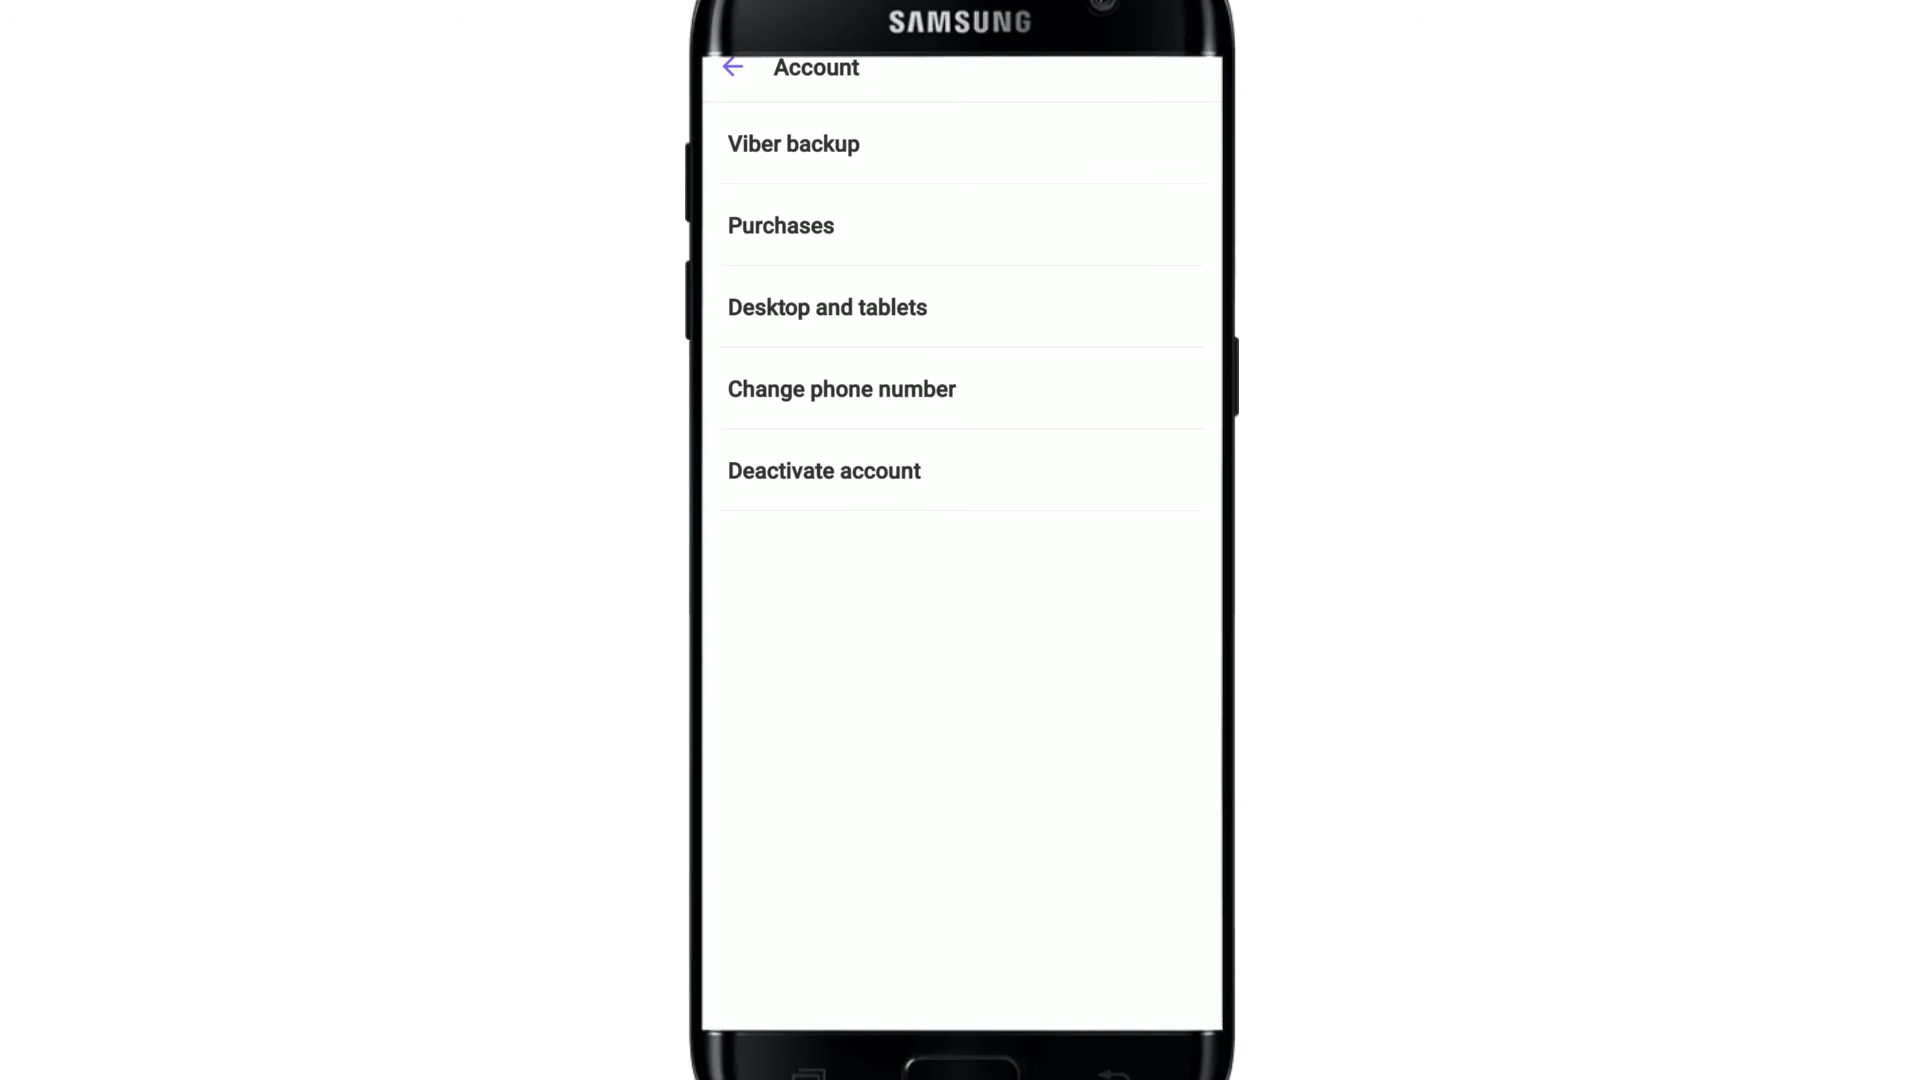 SAMSUNG
Account
Viber backup
Purchases
Desktop and tablets
Change phone number
Deactivate account